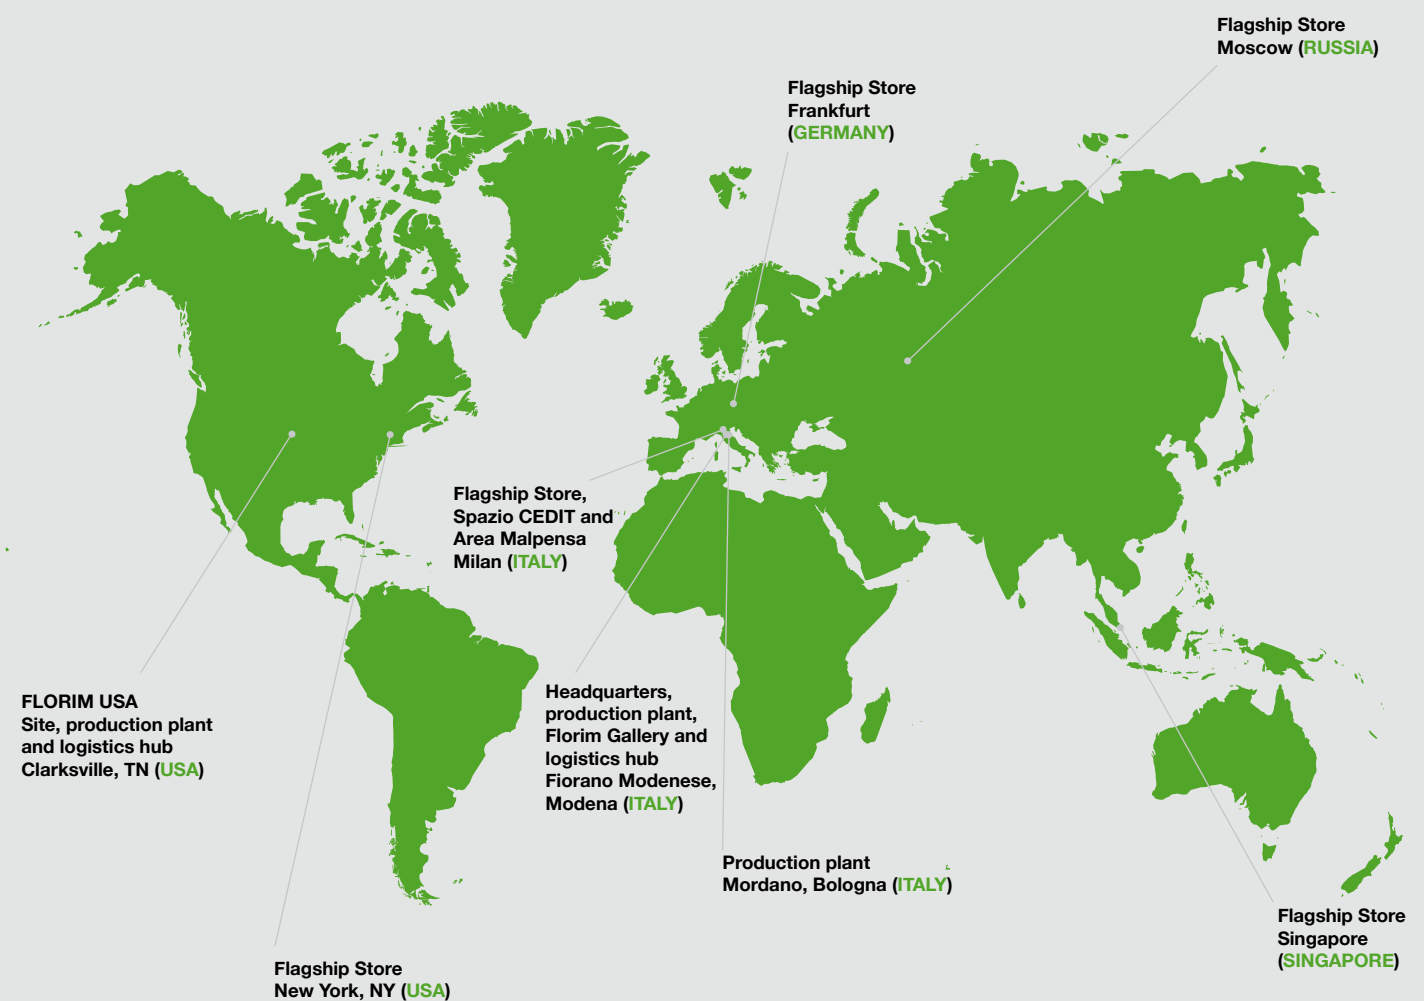 Flagship Store
Moscow (RUSSIA)
Flagship Store
Frankfurt
(GERMANY)
Flagship Store,
Spazio CEDIT and
Area Malpensa
Milan (ITALY)
FLORIM USA
Site, production plant
and logistics hub
Clarksville, TN (USA)
Headquarters,
production plant,
Florim Gallery and
logistics hub
Fiorano Modenese,
Modena (ITALY)
Production plant
Mordano, Bologna (ITALY)
Flagship Store
Singapore
(SINGAPORE)
Flagship Store
New York, NY (USA)